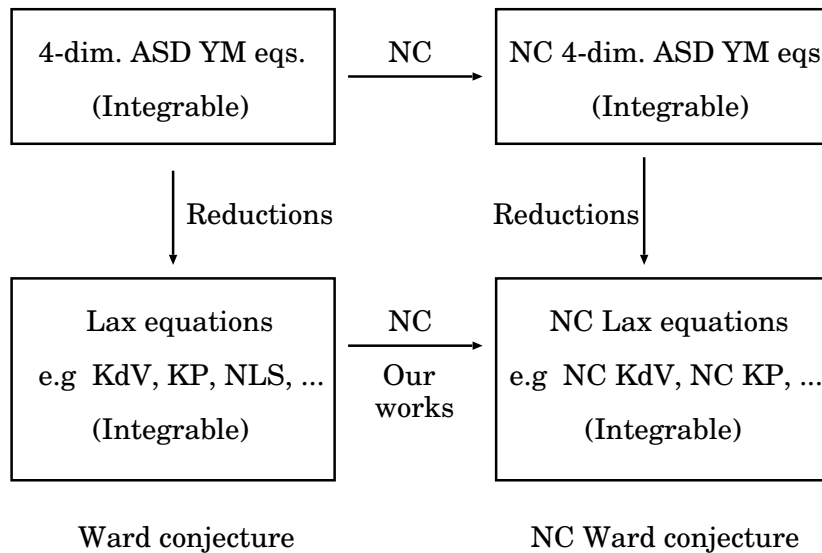 4-dim. ASD YM eqs.
(Integrable)
NC
NC 4-dim. ASD YM eqs
(Integrable)
Reductions
Reductions
Lax equations
e.g KdV, KP, NLS, ...
(Integrable)
NC
Our
works
NC Lax equations
e.g NC KdV, NC KP, ...
(Integrable)
Ward conjecture
NC Ward conjecture